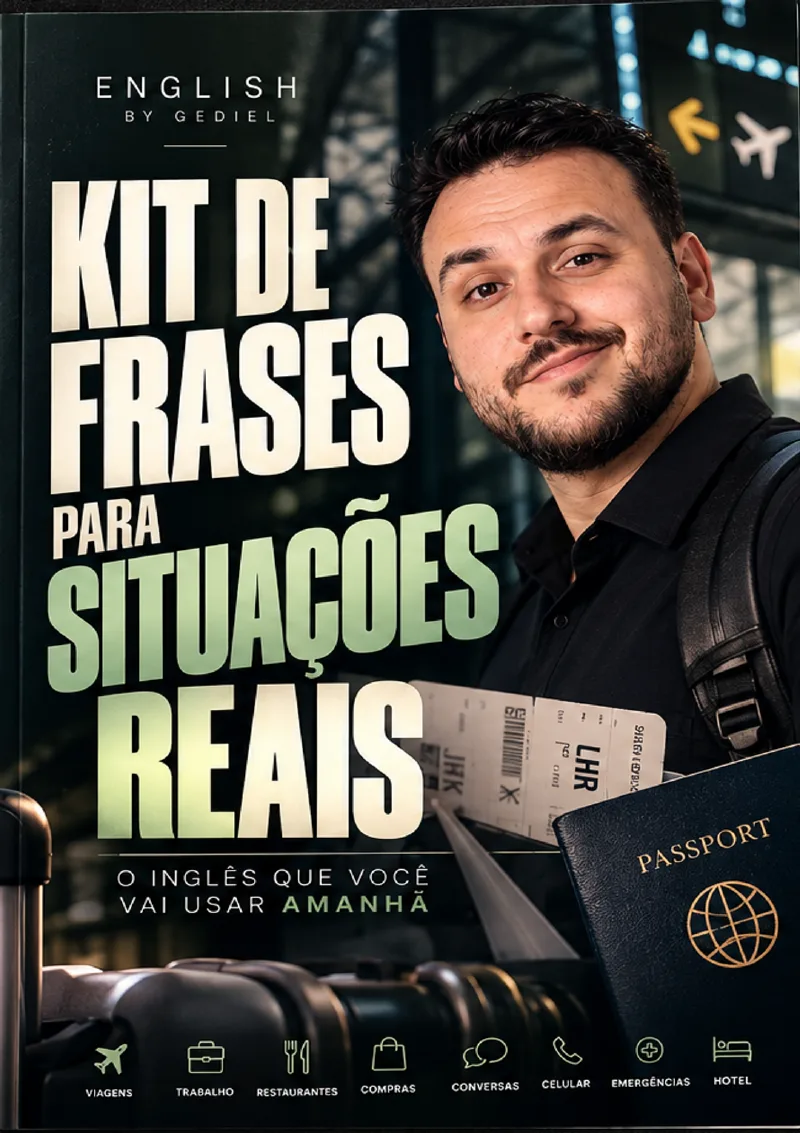 ENGLISH
BY GEDIEL
KIT DE
FRASES
PARA
SITUAÇÕES
REAIS
O INGLÊS QUE VOCÊ
VAI USAR AMANHÃ
LHR
PASSPORT
VIAGENS
TRABALHO
RESTAURANTES
COMPRAS
CONVERSAS
CELULAR
EMERGÊNCIAS
HOTEL